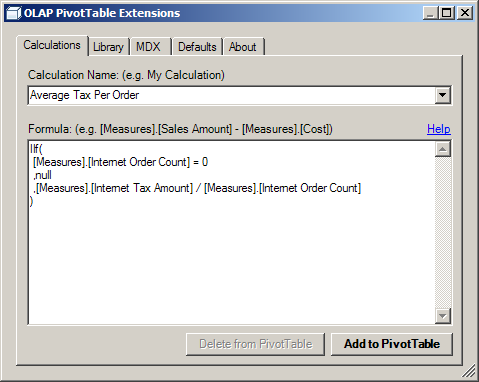 OLAP PivotTable Extensions
Calculations Library MDX Defaults About
Calculation Name: (e.g. My Calculation)
Average Tax Per Order
Formula: (e.g. [Measures].[Sales Amount] - [Measures].[Cost]) Help
IIf(
[Measures].[Internet Order Count] = 0
,null
,[Measures].[Internet Tax Amount] / [Measures].[Internet Order Count]
)
Delete from PivotTable Add to PivotTable